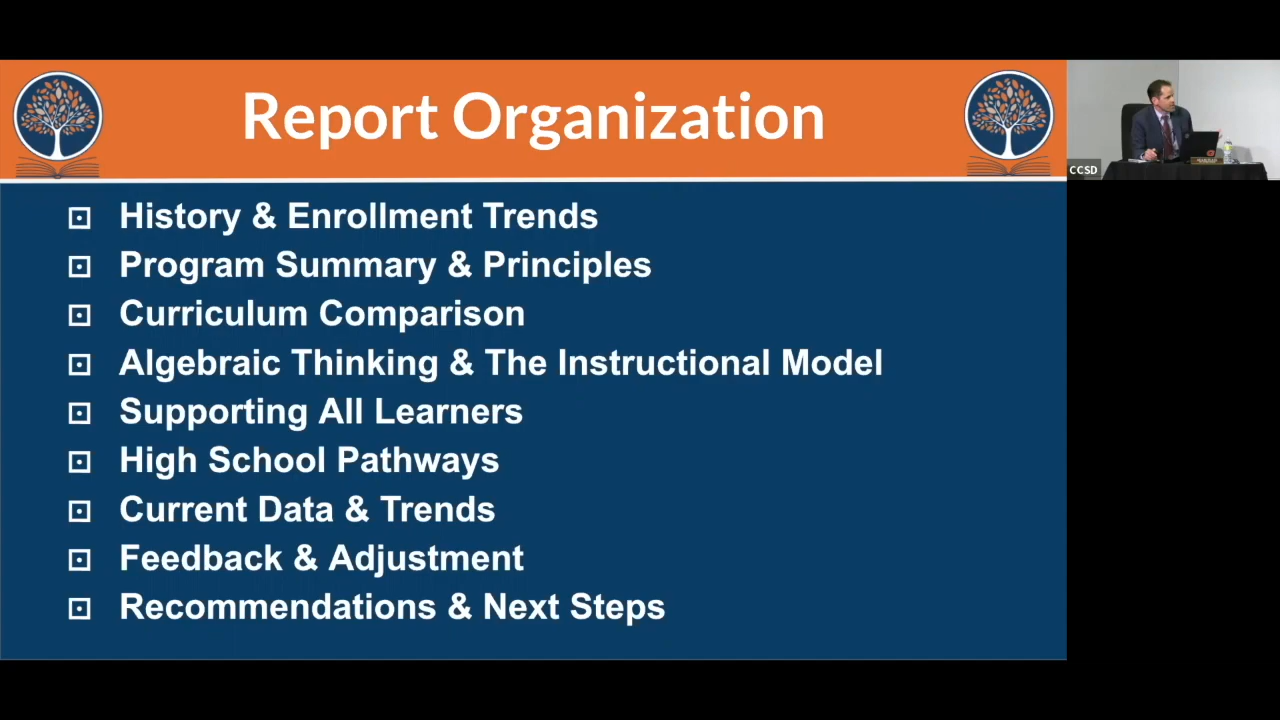 Report Organization
History & Enrollment Trends
Program Summary & Principles
Curriculum Comparison
Algebraic Thinking & The Instructional Model
Supporting All Learners
High School Pathways
Current Data & Trends
Feedback & Adjustment
Recommendations & Next Steps
CCSD